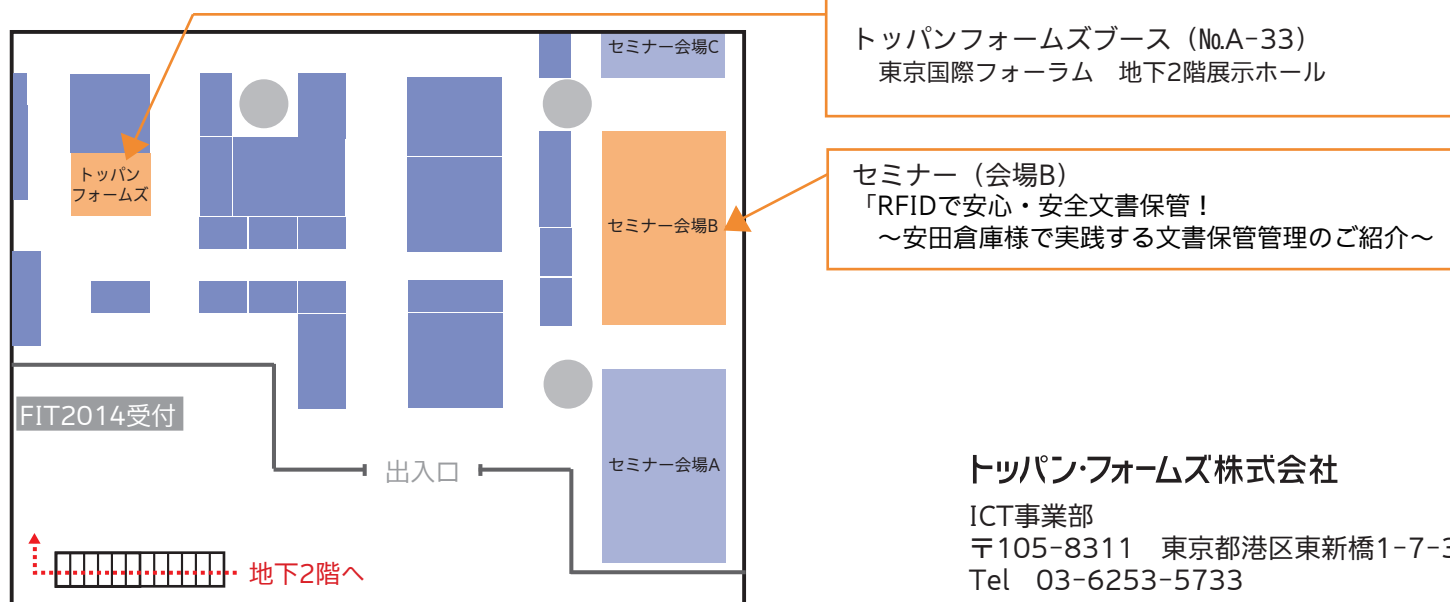 トッパンフォームズブース（№A-33）
東京国際フォーラム　地下2階展示ホール
セミナー（会場B）
「RFIDで安心・安全文書保管！
～安田倉庫様で実践する文書保管管理のご紹介～
セミナー会場C
トッパン
フォームズ
セミナー会場B
FIT2014受付
出入口
セミナー会場A
地下2階へ
トッパン・フォームズ株式会社
ICT事業部
〒105-8311　東京都港区東新橋1-7-3
Tel　03-6253-5733